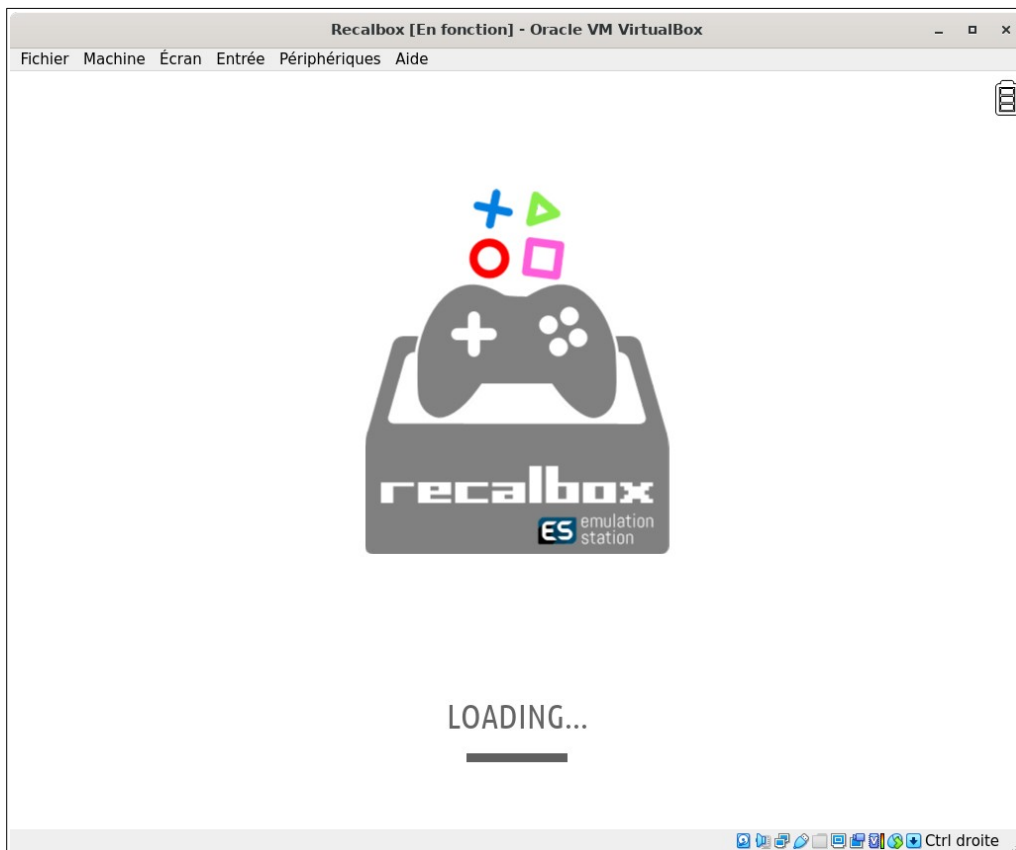 Recalbox [En fonction] - Oracle VM VirtualBox
Fichier Machine Écran Entrée Périphériques Aide
recalbox
ES emulation
station
LOADING...
Ctrl droite